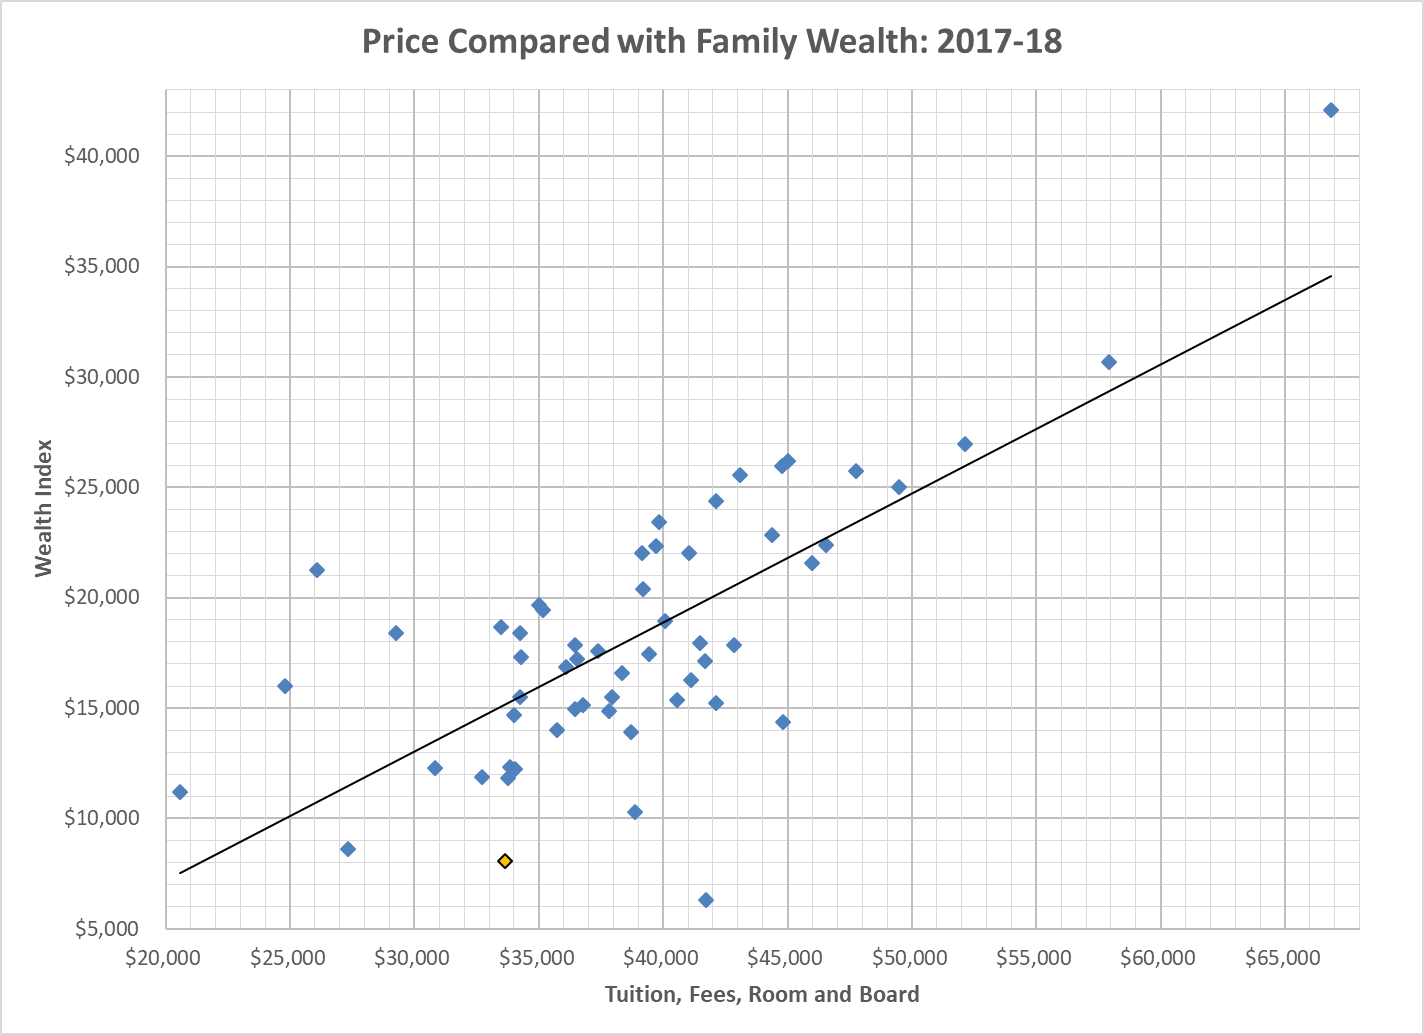 Price Compared with Family Wealth: 2017-18
$40,000
$35,000
$30,000
$25,000
$20,000
$15,000
$10,000
$5,000
Wealth Index
$20,000 $25,000 $30,000 $35,000 $40,000 $45,000 $50,000 $55,000 $60,000 $65,000
Tuition, Fees, Room and Board